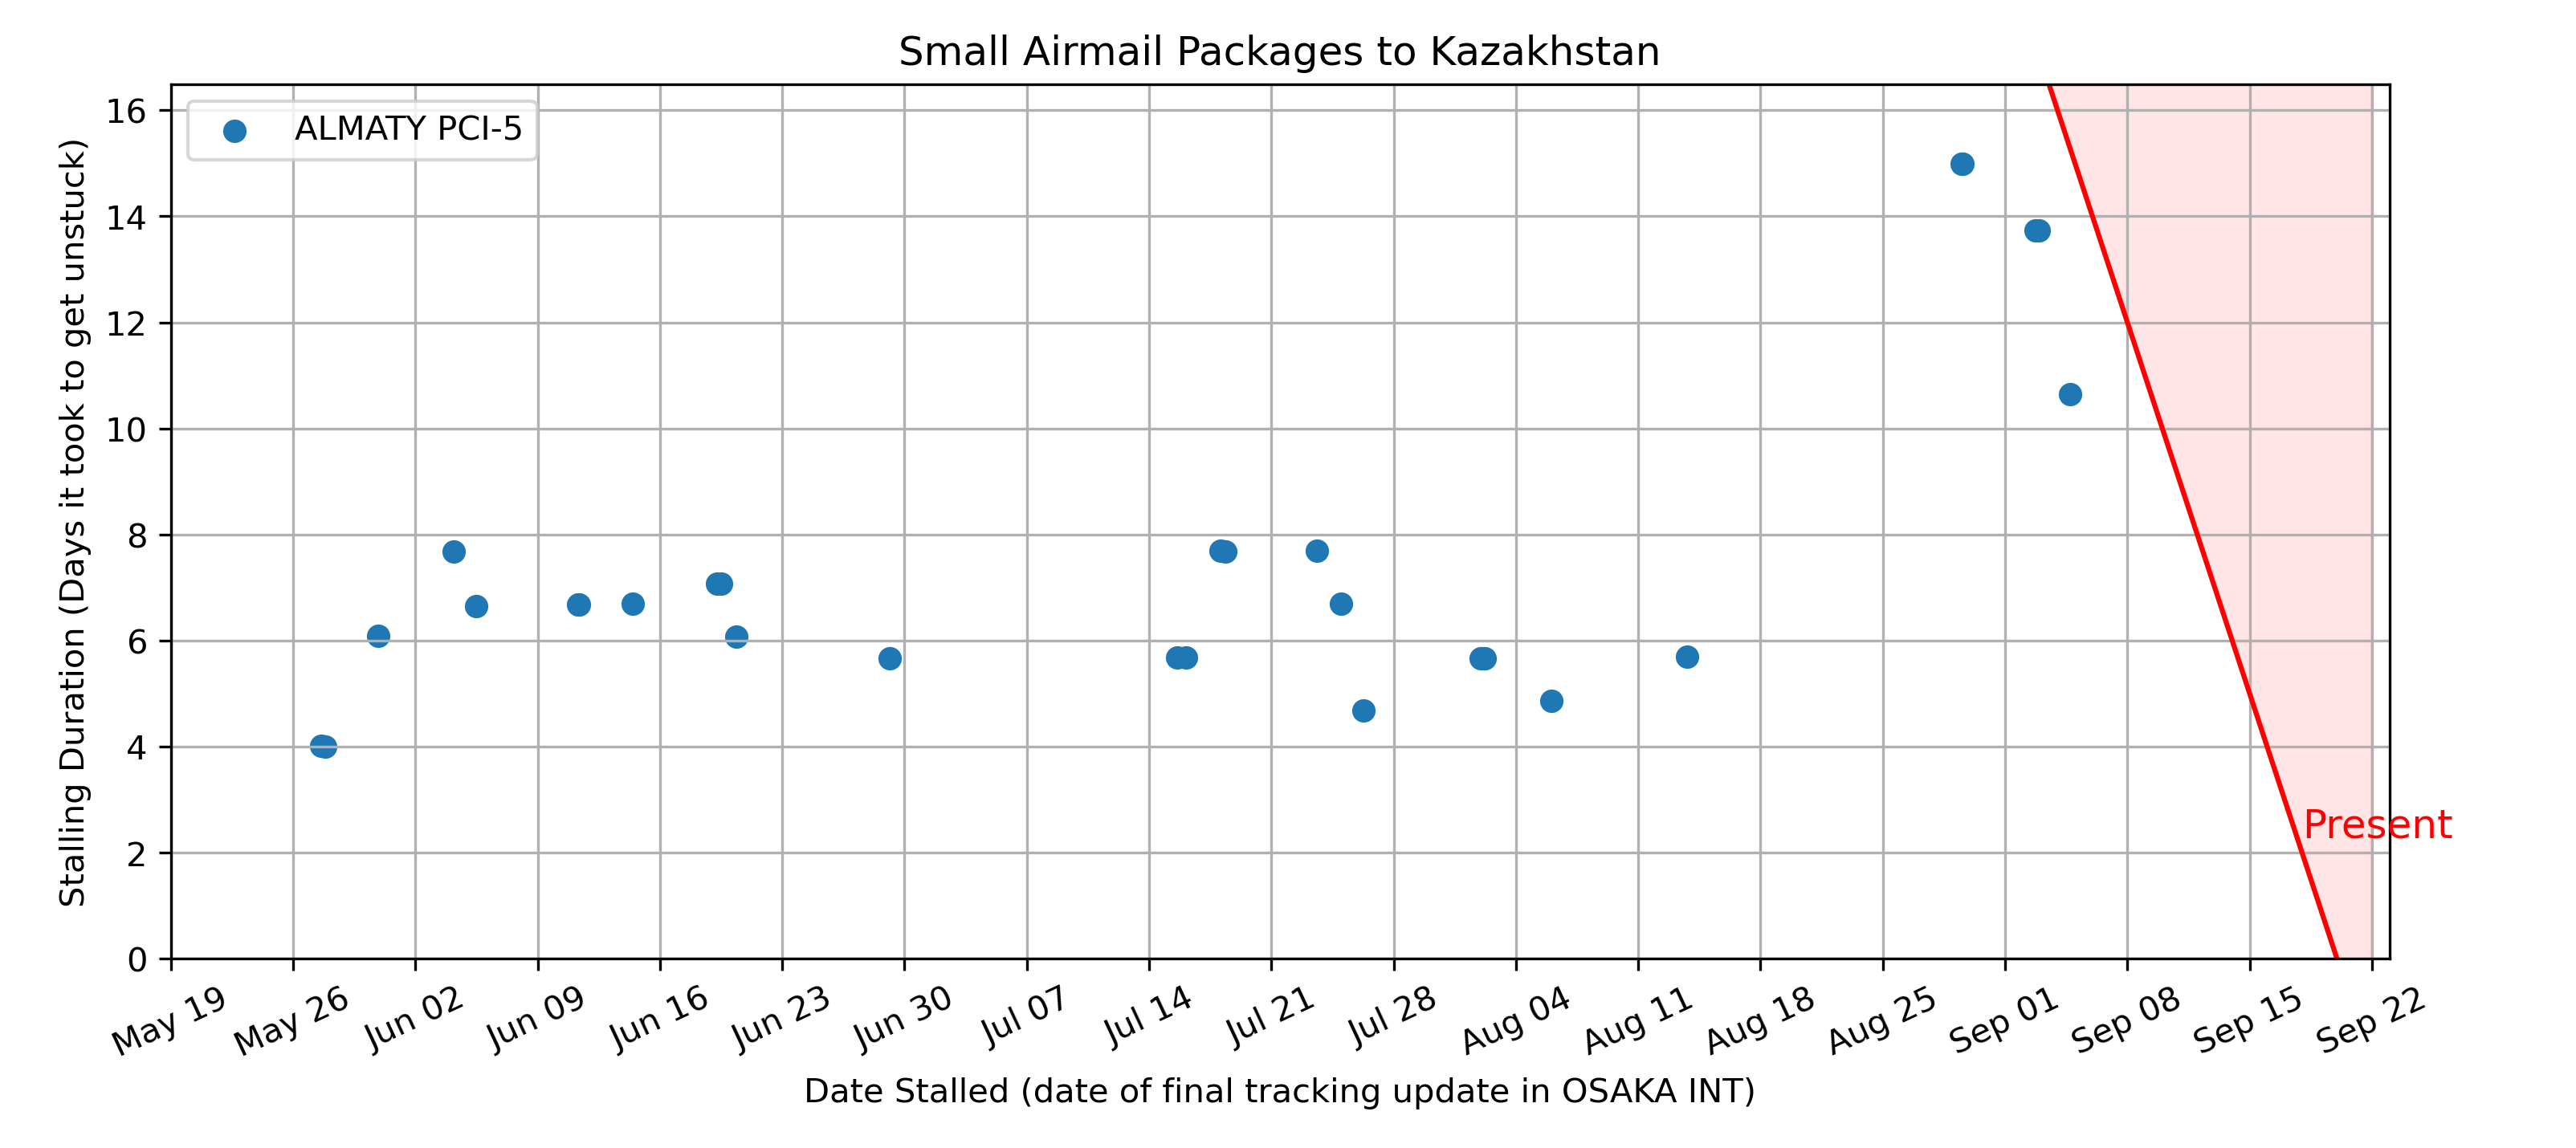 Small Airmail Packages to Kazakhstan
ALMATY PCI-5
Stalling Duration (Days it took to get unstuck)
16
14
12
10
8
6
4
2
0
Present
May 19
May 26
Jun 02
Jun 09
Jun 16
Jun 23
Jun 30
Jul 07
Jul 14
Jul 21
Jul 28
Aug 04
Aug 11
Aug 18
Aug 25
Sep 01
Sep 08
Sep 15
Sep 22
Date Stalled (date of final tracking update in OSAKA INT)